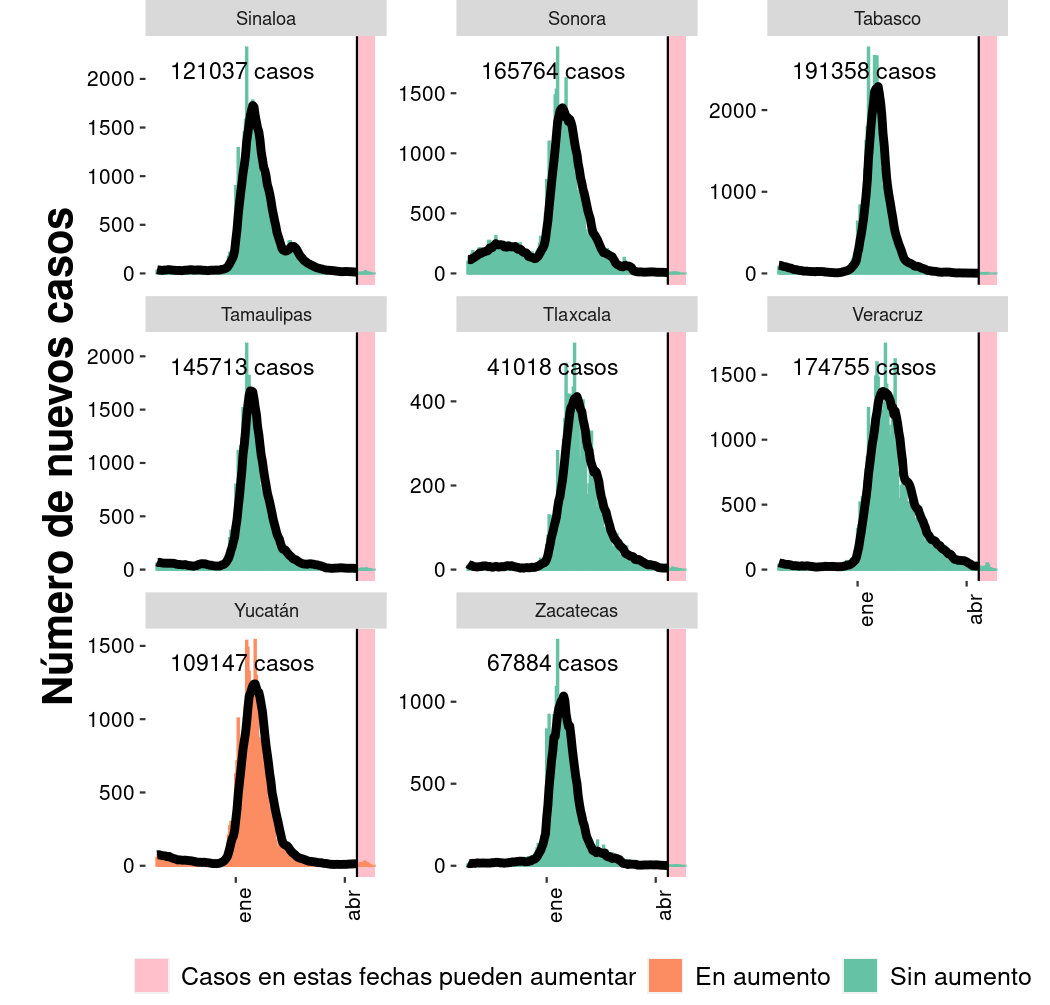 Número de nuevos casos
Sinaloa
121037 casos
2000
1500
1000
500
0
Sonora
165764 casos
1500
1000
500
0
Tabasco
191358 casos
2000
1000
0
Tamaulipas
145713 casos
2000
1500
1000
500
0
Tlaxcala
41018 casos
400
200
0
Veracruz
174755 casos
1500
1000
500
0
ene
abr
Yucatán
109147 casos
1500
1000
500
0
ene
abr
Zacatecas
67884 casos
1000
500
0
ene
abr
Casos en estas fechas pueden aumentar
En aumento
Sin aumento